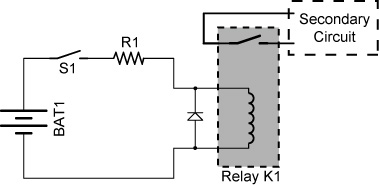 Secondary
Circuit
R1
S1
BAT1
Relay K1